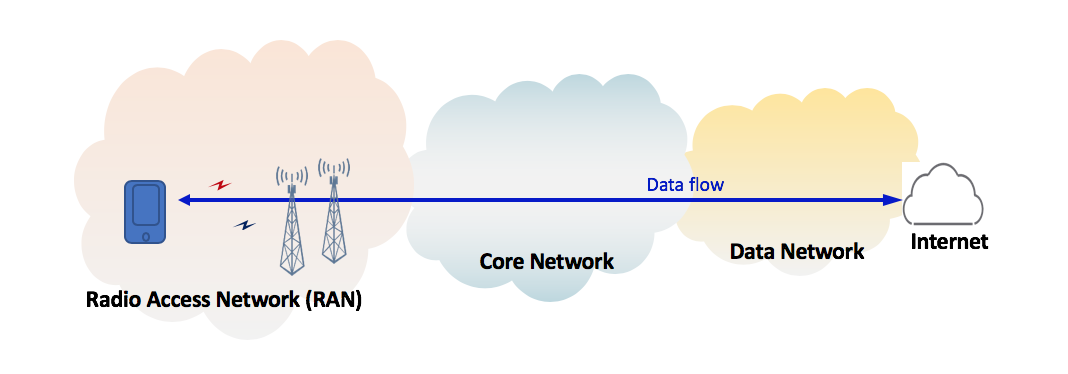 Data flow
Internet
Data Network
Core Network
Radio Access Network (RAN)